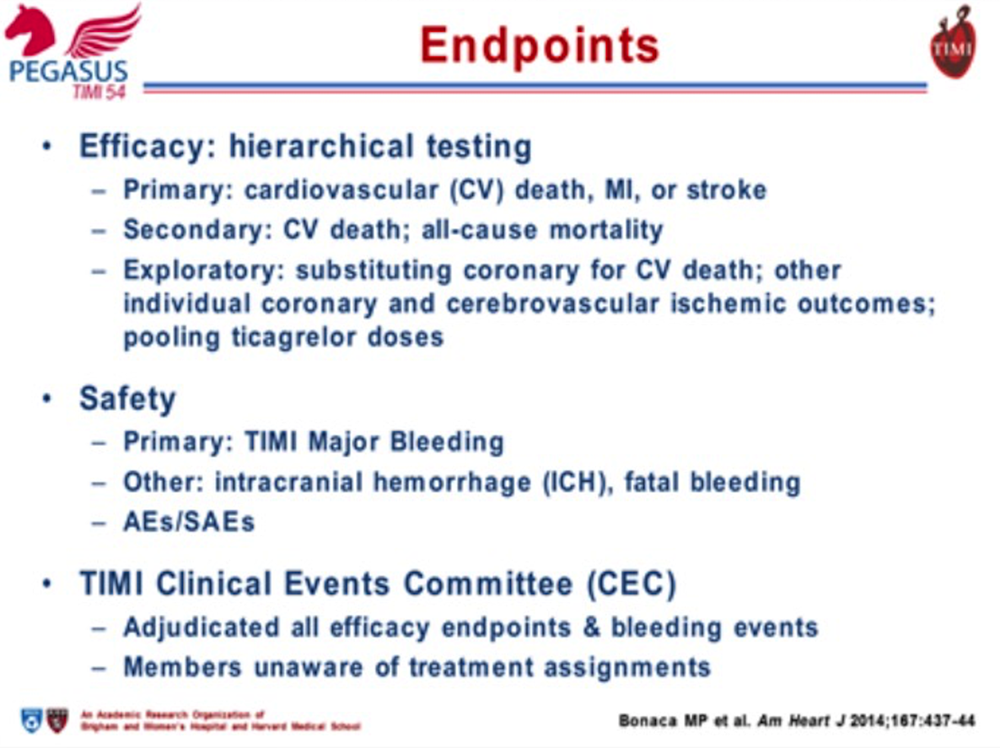 PEGASUS
TIMI 54
Endpoints
TIMI
• Efficacy: hierarchical testing
– Primary: cardiovascular (CV) death, MI, or stroke
– Secondary: CV death; all-cause mortality
– Exploratory: substituting coronary for CV death; other
individual coronary and cerebrovascular ischemic outcomes;
pooling ticagrelor doses
• Safety
– Primary: TIMI Major Bleeding
– Other: intracranial hemorrhage (ICH), fatal bleeding
– AEs/SAEs
• TIMI Clinical Events Committee (CEC)
– Adjudicated all efficacy endpoints & bleeding events
– Members unaware of treatment assignments
An Academic Research Organization of
Brigham and Women's Hospital and Harvard Medical School
Bonaca MP et al. Am Heart J 2014;167:437-44